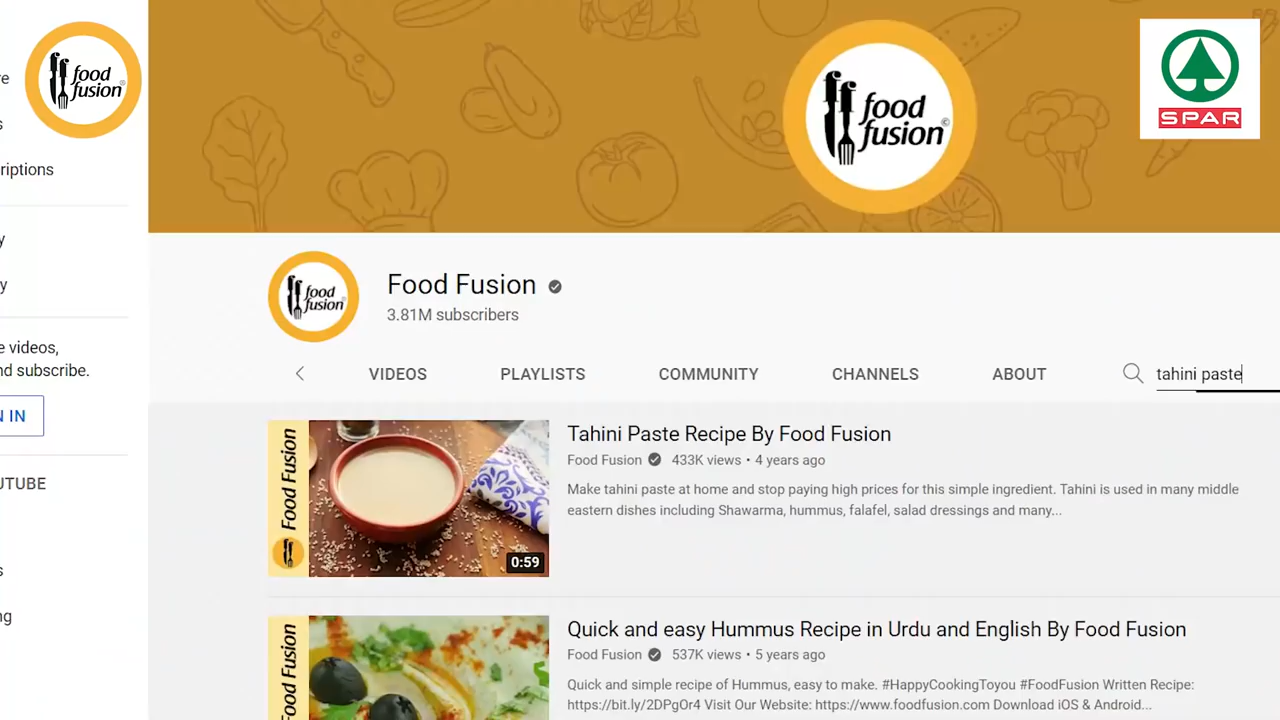 food
fusion
re
s
riptions
y
y
e videos,
nd subscribe.
N IN
UTUBE
s
ng
food
fusion
SPAR
food
fusion
Food Fusion
3.81M subscribers
VIDEOS PLAYLISTS COMMUNITY CHANNELS ABOUT tahini paste
Food Fusion
0:59
Tahini Paste Recipe By Food Fusion
Food Fusion 433K views • 4 years ago
Make tahini paste at home and stop paying high prices for this simple ingredient. Tahini is used in many middle
eastern dishes including Shawarma, hummus, falafel, salad dressings and many...
Food Fusion
Quick and easy Hummus Recipe in Urdu and English By Food Fusion
Food Fusion 537K views • 5 years ago
Quick and simple recipe of Hummus, easy to make. #HappyCookingToyou #FoodFusion Written Recipe:
https://bit.ly/2DPgOr4 Visit Our Website: https://www.foodfusion.com Download iOS & Android...